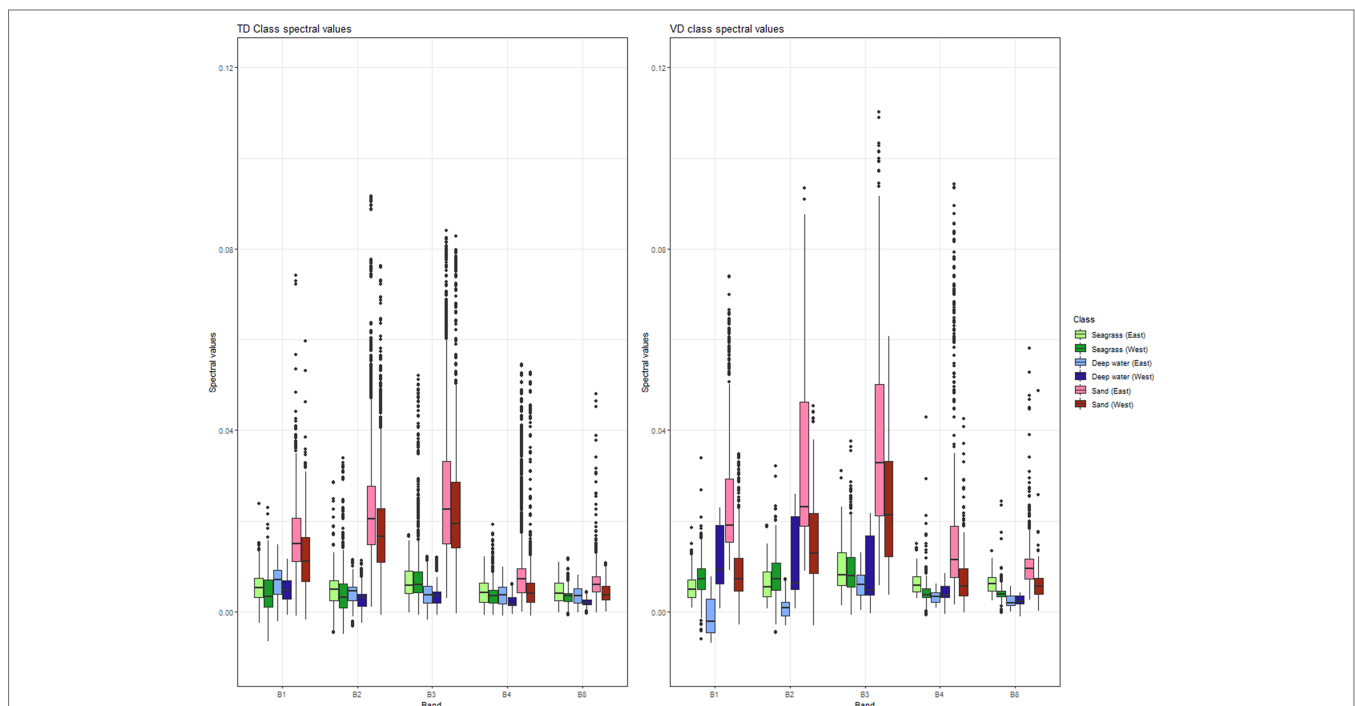 TD Class spectral values
VD class spectral values
0.12
0.08
0.04
0.00
Spectral values
B1 B2 B3 B4 B8
Band
0.12
0.08
0.04
0.00
Spectral values
B1 B2 B3 B4 B8
Band
Class
Seagrass (East)
Seagrass (West)
Deep water (East)
Deep water (West)
Sand (East)
Sand (West)